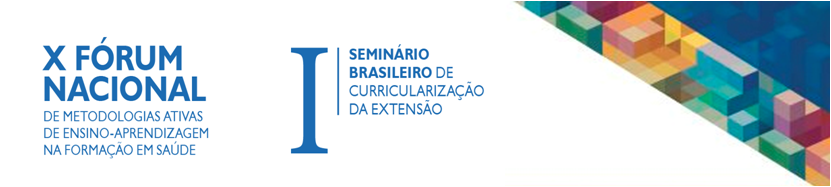 X FÓRUM
NACIONAL
DE METODOLOGIAS ATIVAS
DE ENSINO-APRENDIZAGEM
NA FORMAÇÃO EM SAÚDE
I
SEMINÁRIO
BRASILEIRO DE
CURRICULARIZAÇÃO
DA EXTENSÃO